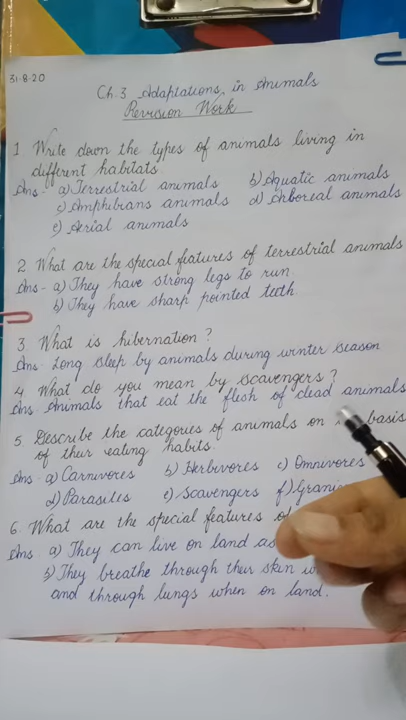 31-8-20
Ch.3 Adaptations in Animals
Revision Work
1 Write down the types of animals living in
different habitats
Ans- a) Terrestrial animals b) Aquatic animals
c) Amphibians animals d) Arboreal animals
e) Aerial animals
2. What are the special features of terrestrial animals
Ans- a) They have strong legs to run.
b) They have sharp pointed teeth.
3 What is hibernation?
Ans- Long sleep by animals during winter season
4. What do you mean by scavengers?
Ans. Animals that eat the flesh of dead animals
5. Describe the categories of animals on basis
of their eating habits.
Ans- a) Carnivores b) Herbivores c) Omnivores
d) Parasites e) Scavengers f)
6. What are the special features
Ans. a) They can live on land as
b) They breathe through their skin
and through lungs when on land.